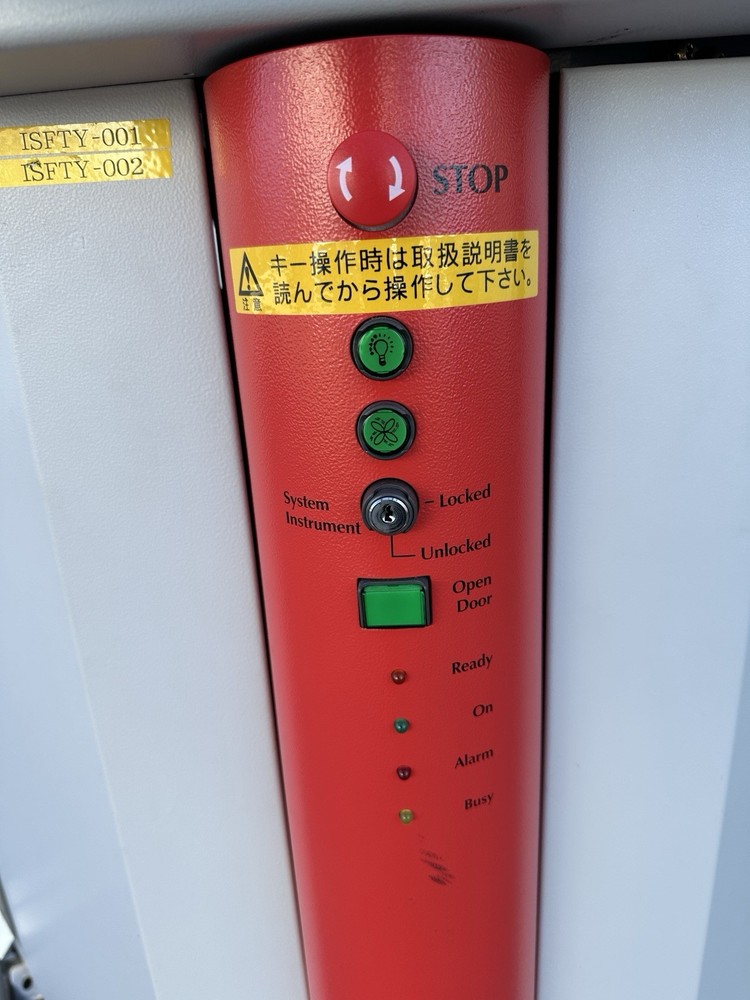 ISFTY-001
ISFTY-002
STOP
キー操作時は取扱説明書を
読んでから操作して下さい。
注意
System
Instrument
Locked
Unlocked
Open
Door
Ready
On
Alarm
Busy